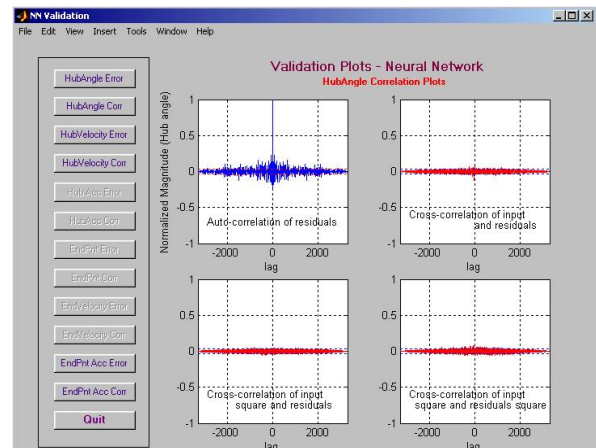 NN Validation
File Edit View Insert Tools Window Help
HubAngle Error
HubAngle Corr
HubVelocity Error
HubVelocity Corr
HubAcc Error
HubAcc Corr
EndPnt Error
EndPnt Corr
EndVelocity Error
EndVelocity Corr
EndPnt Acc Error
EndPnt Acc Corr
Quit
Validation Plots - Neural Network
HubAngle Correlation Plots
Normalized Magnitude (Hub angle)
1
0.5
0
-0.5
-1
Auto-correlation of residuals
-2000 0 2000
lag
1
0.5
0
-0.5
-1
Cross-correlation of input
and residuals
-2000 0 2000
lag
1
0.5
0
-0.5
-1
Cross-correlation of input
square and residuals
-2000 0 2000
lag
1
0.5
0
-0.5
-1
Cross-correlation of input
square and residuals square
-2000 0 2000
lag